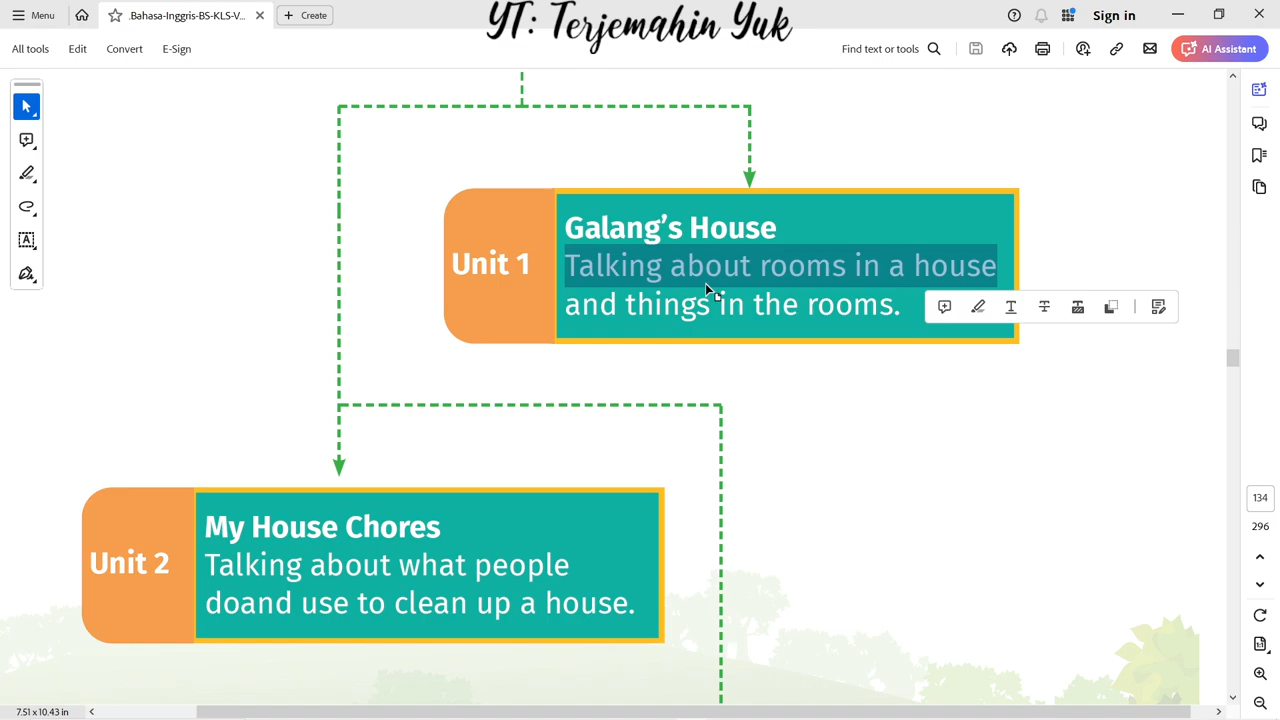 Menu
.Bahasa-Inggris-BS-KLS-V...
Create
YT: Terjemahin Yuk
Sign in
All tools
Edit
Convert
E-Sign
Find text or tools
AI Assistant
Unit 1
Galang's House
Talking about rooms in a house
and things in the rooms.
Unit 2
My House Chores
Talking about what people
doand use to clean up a house.
134
296
7.51 x 10.43 in